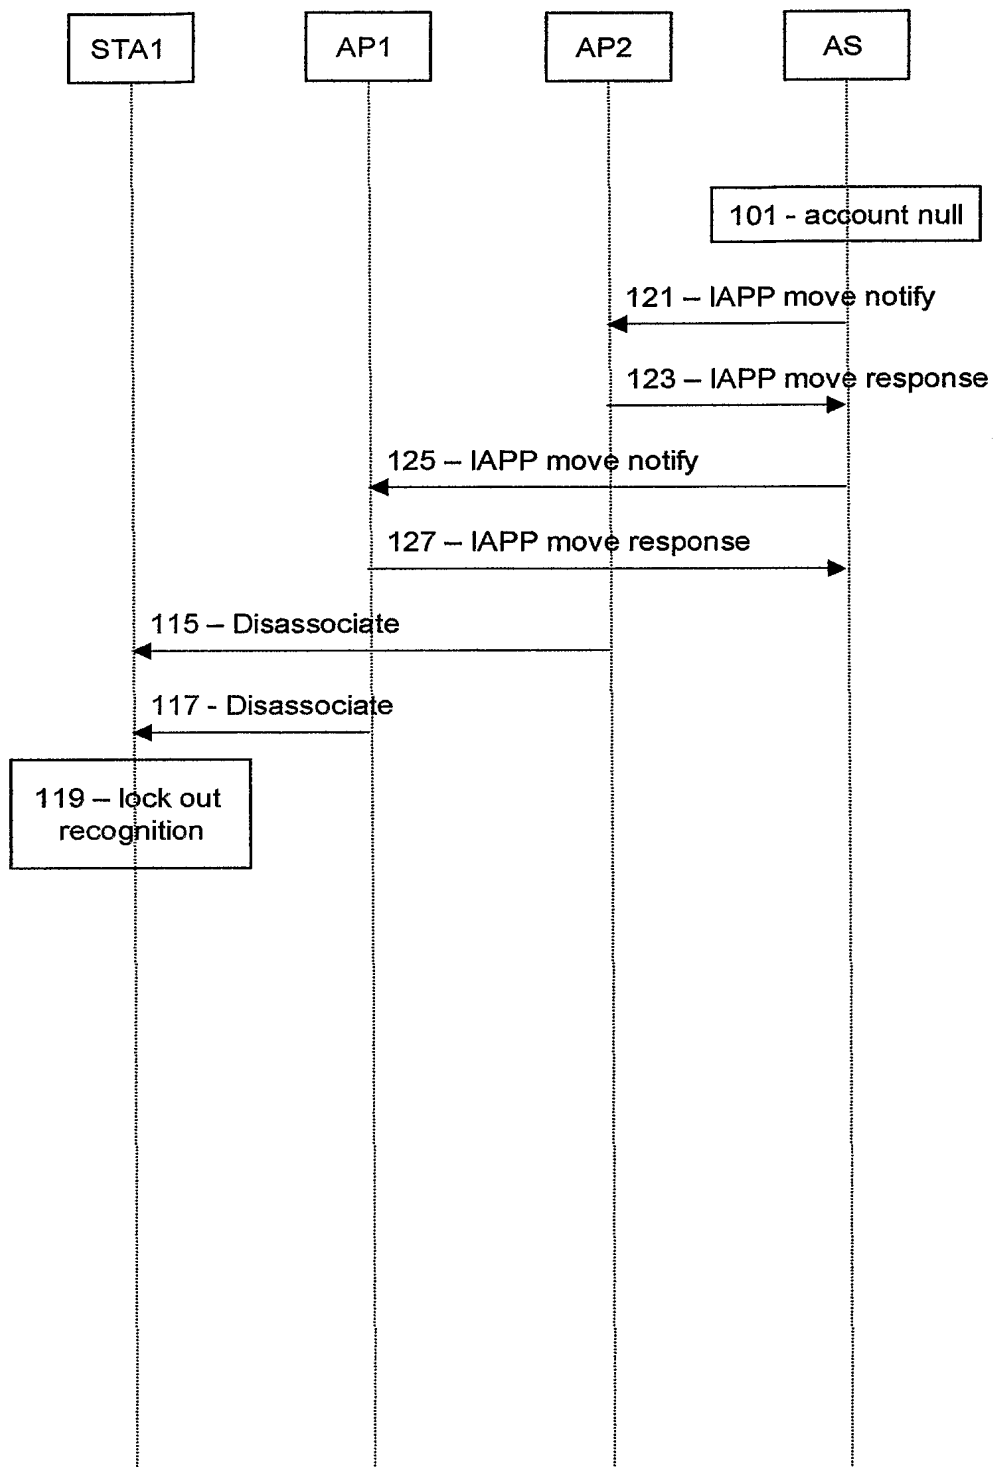 STA1
AP1
AP2
AS
101 - account null
121 – IAPP move notify
123 – IAPP move response
125 – IAPP move notify
127 – IAPP move response
115 – Disassociate
117 - Disassociate
119 – lock out
recognition